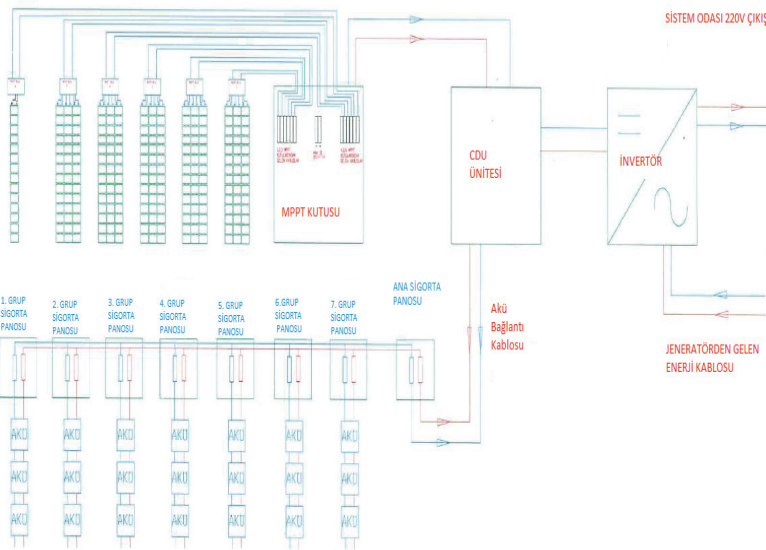 SİSTEM ODASI 220V ÇIKIŞ
MPPT KUTUSU
CDU
ÜNİTESİ
İNVERTÖR
1. GRUP
SİGORTA
PANOSU
2. GRUP
SİGORTA
PANOSU
3. GRUP
SİGORTA
PANOSU
4. GRUP
SİGORTA
PANOSU
5. GRUP
SİGORTA
PANOSU
6.GRUP
SİGORTA
PANOSU
7. GRUP
SİGORTA
PANOSU
ANA SİGORTA
PANOSU
Akü
Bağlantı
Kablosu
JENERATÖRDEN GELEN
ENERJİ KABLOSU
AKÜ AKÜ AKÜ AKÜ AKÜ AKÜ AKÜ
AKÜ AKÜ AKÜ AKÜ AKÜ AKÜ AKÜ
AKÜ AKÜ AKÜ AKÜ AKÜ AKÜ AKÜ